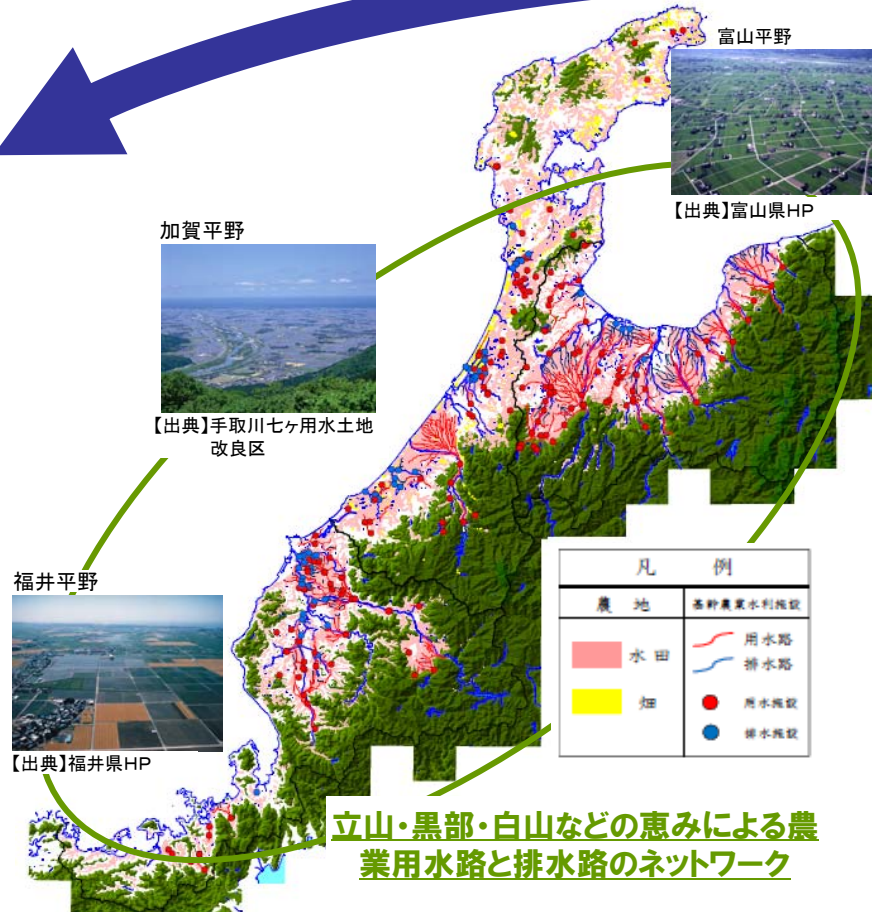 富山平野
【出典】富山県HP
加賀平野
【出典】手取川七ヶ用水土地
改良区
福井平野
【出典】福井県HP
凡 例
農 地
基幹農業水利施設
水田
畑
用水路
排水路
用水施設
排水施設
立山・黒部・白山などの恵みによる農
業用水路と排水路のネットワーク